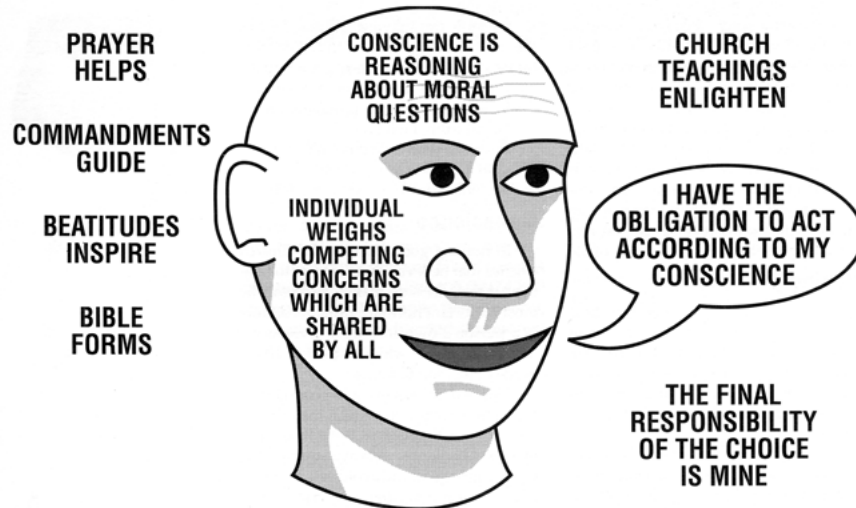 PRAYER
HELPS
COMMANDMENTS
GUIDE
BEATITUDES
INSPIRE
BIBLE
FORMS
CONSCIENCE IS
REASONING
ABOUT MORAL
QUESTIONS
INDIVIDUAL
WEIGHS
COMPETING
CONCERNS
WHICH ARE
SHARED
BY ALL
CHURCH
TEACHINGS
ENLIGHTEN
I HAVE THE
OBLIGATION TO ACT
ACCORDING TO MY
CONSCIENCE
THE FINAL
RESPONSIBILITY
OF THE CHOICE
IS MINE